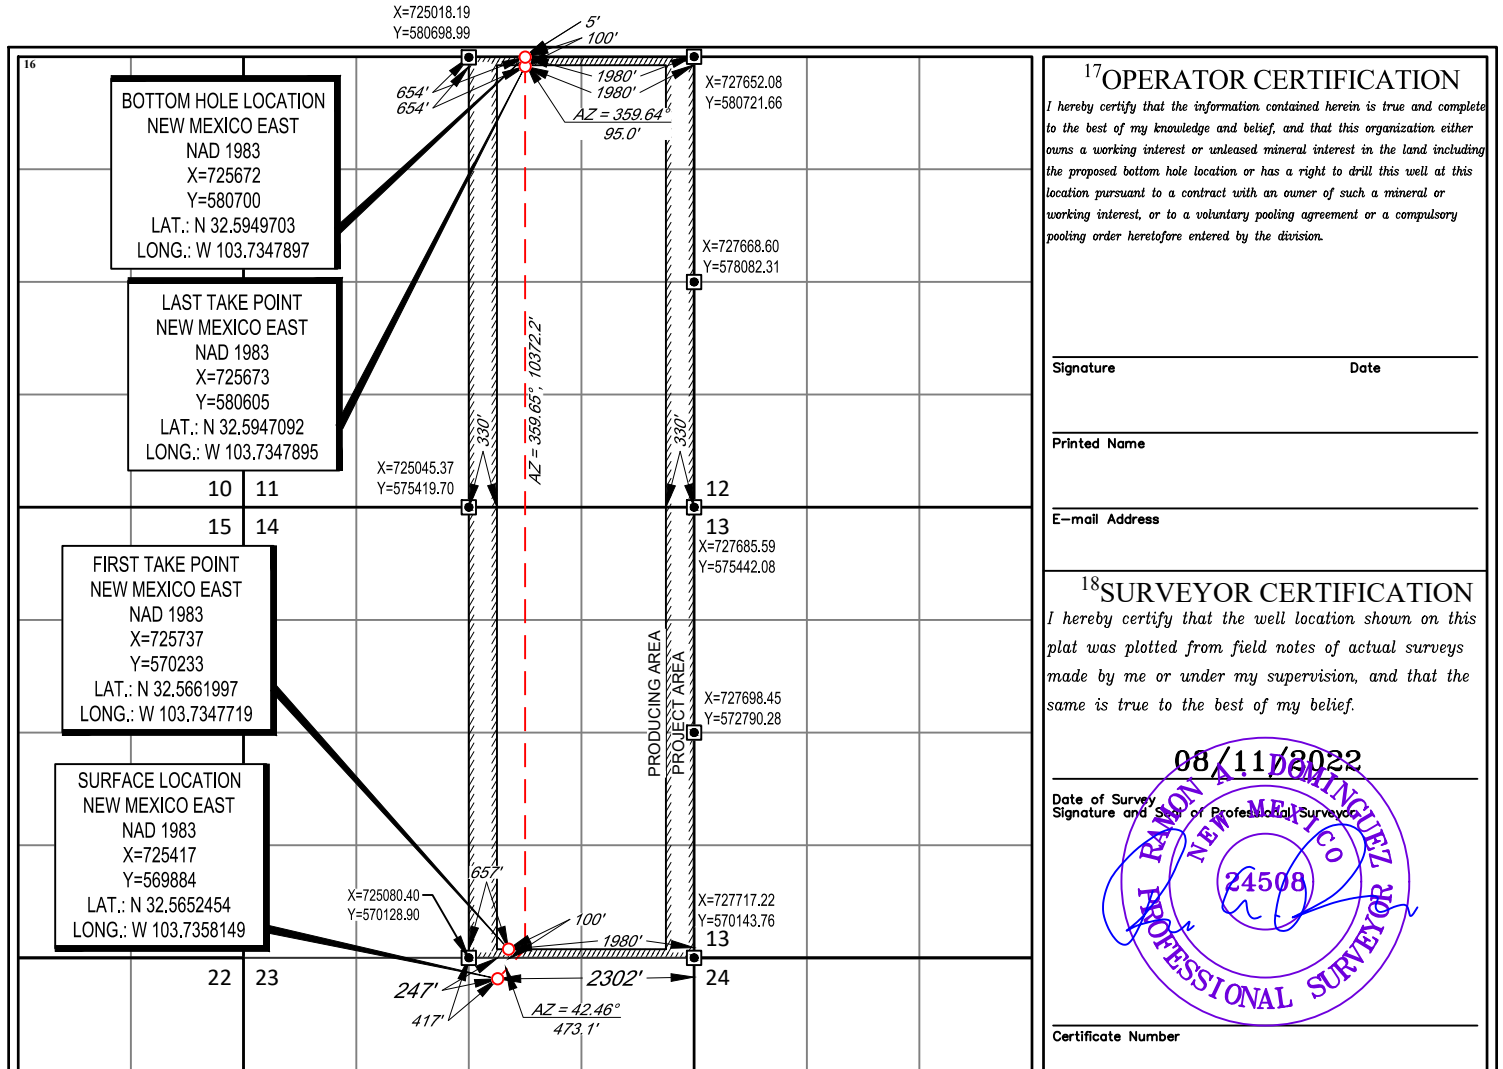 X=725018.19
Y=580698.99
5'
100'
16
654'
654'
1980'
1980'
AZ = 359.64°
95.0'
X=727652.08
Y=580721.66
BOTTOM HOLE LOCATION
NEW MEXICO EAST
NAD 1983
X=725672
Y=580700
LAT.: N 32.5949703
LONG.: W 103.7347897
X=727668.60
Y=578082.31
LAST TAKE POINT
NEW MEXICO EAST
NAD 1983
X=725673
Y=580605
LAT.: N 32.5947092
LONG.: W 103.7347895
AZ = 359.65°, 10372.2'
330'
330'
X=725045.37
Y=575419.70
10 11
12
15 14
13
X=727685.59
Y=575442.08
FIRST TAKE POINT
NEW MEXICO EAST
NAD 1983
X=725737
Y=570233
LAT.: N 32.5661997
LONG.: W 103.7347719
PRODUCING AREA
PROJECT AREA
X=727698.45
Y=572790.28
SURFACE LOCATION
NEW MEXICO EAST
NAD 1983
X=725417
Y=569884
LAT.: N 32.5652454
LONG.: W 103.7358149
657'
X=725080.40
Y=570128.90
100'
1980'
X=727717.22
Y=570143.76
13
22 23
24
247'
2302'
417'
AZ = 42.46°
473.1'
17 OPERATOR CERTIFICATION
I hereby certify that the information contained herein is true and complete
to the best of my knowledge and belief, and that this organization either
owns a working interest or unleased mineral interest in the land including
the proposed bottom hole location or has a right to drill this well at this
location pursuant to a contract with an owner of such a mineral or
working interest, or to a voluntary pooling agreement or a compulsory
pooling order heretofore entered by the division.
Signature Date
Printed Name
E-mail Address
18 SURVEYOR CERTIFICATION
I hereby certify that the well location shown on this
plat was plotted from field notes of actual surveys
made by me or under my supervision, and that the
same is true to the best of my belief.
08/11/2022
Date of Survey
Signature and Seal of Professional Surveyor
RAMON A. DOMINGUEZ
NEW MEXICO
24508
PROFESSIONAL SURVEYOR
Certificate Number